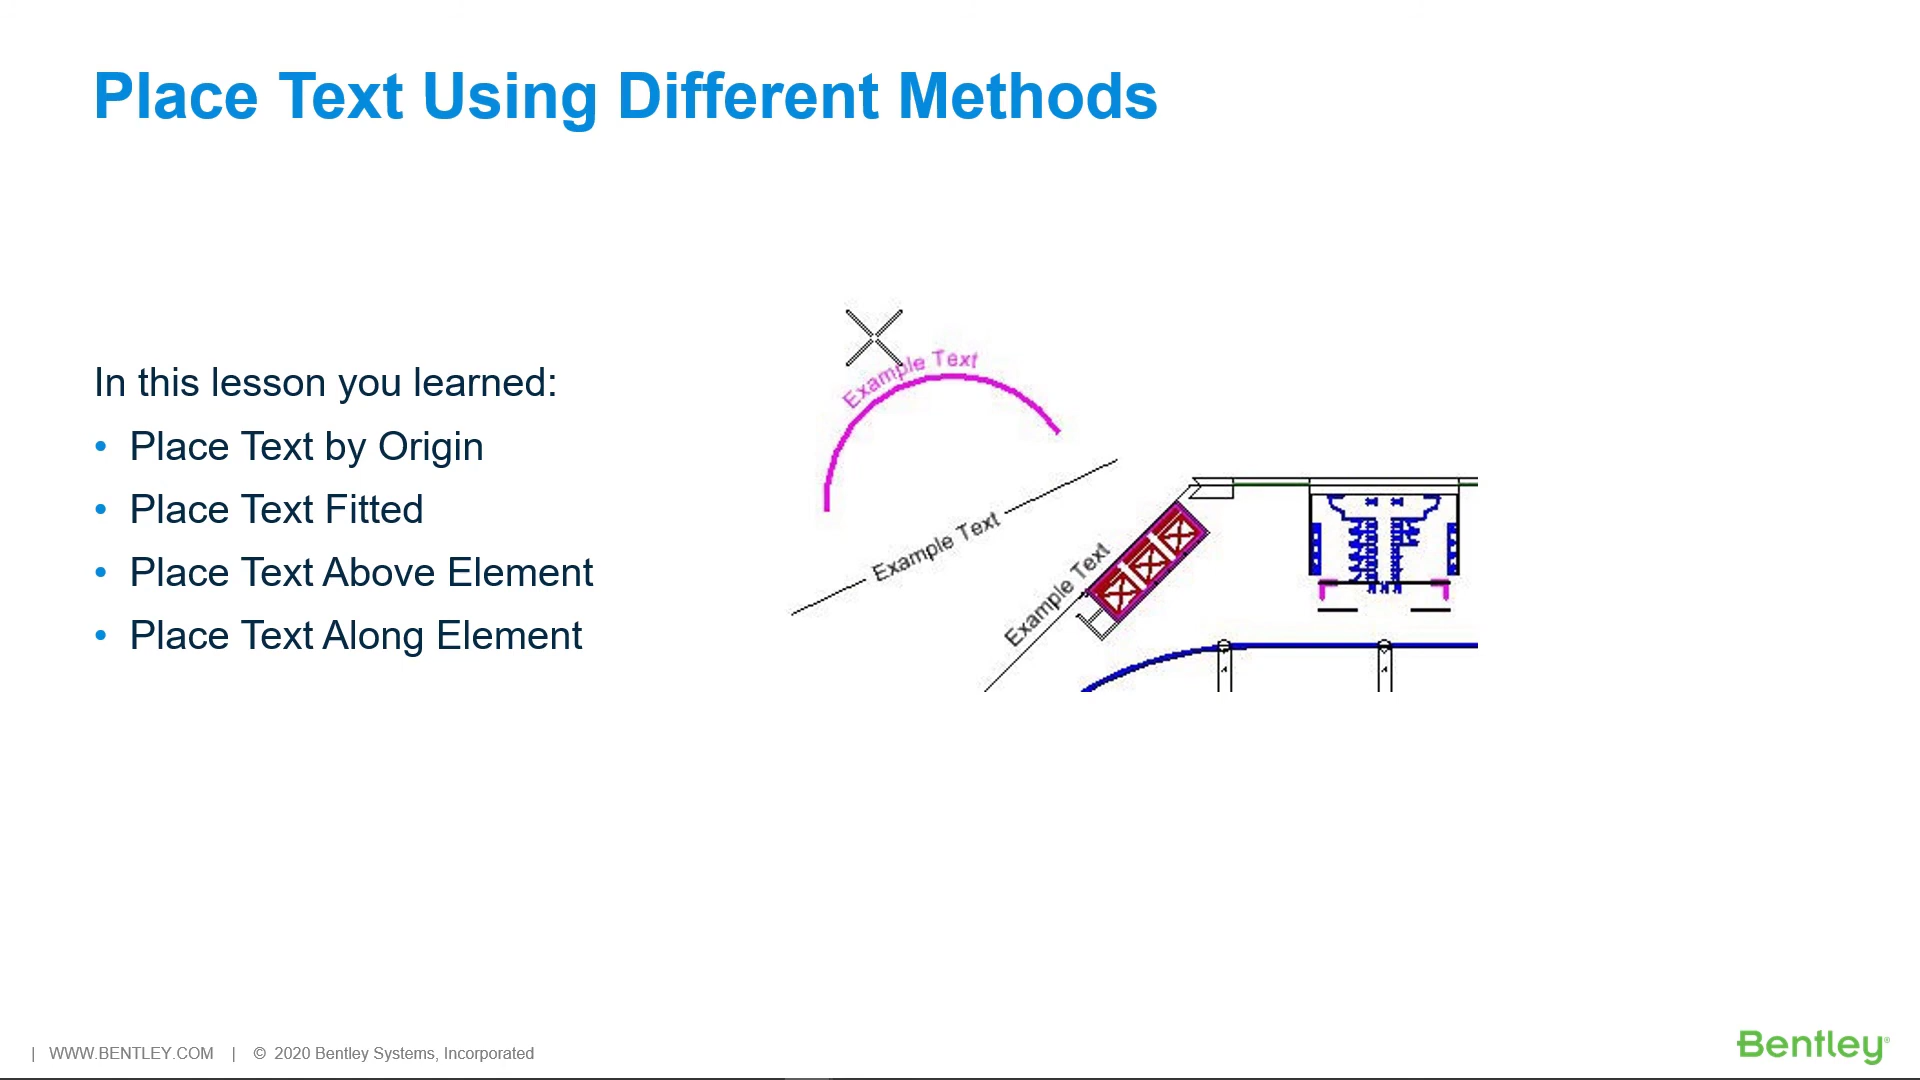 Place Text Using Different Methods
In this lesson you learned:
• Place Text by Origin
• Place Text Fitted
• Place Text Above Element
• Place Text Along Element
Example Text
Example Text
Example Text
| WWW.BENTLEY.COM | © 2020 Bentley Systems, Incorporated
Bentley®